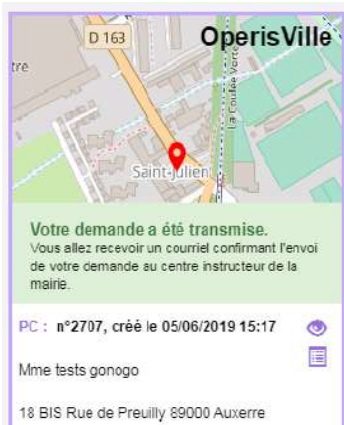 D 163
OperisVille
tre
La Coulée Verte
Saint-Julien
Votre demande a été transmise.
Vous allez recevoir un courriel confirmant l'envoi
de votre demande au centre instructeur de la
mairie.
PC : n°2707, créé le 05/06/2019 15:17
Mme tests gonogo
18 BIS Rue de Preuilly 89000 Auxerre